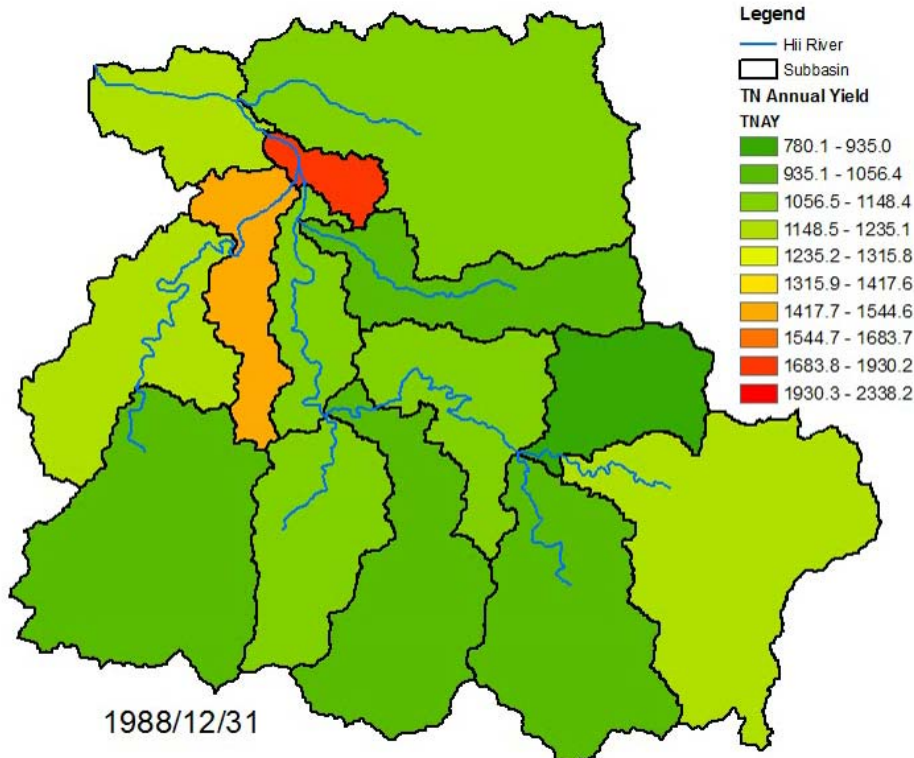 Legend
Hii River
Subbasin
TN Annual Yield
TNAY
780.1 - 935.0
935.1 - 1056.4
1056.5 - 1148.4
1148.5 - 1235.1
1235.2 - 1315.8
1315.9 - 1417.6
1417.7 - 1544.6
1544.7 - 1683.7
1683.8 - 1930.2
1930.3 - 2338.2
1988/12/31